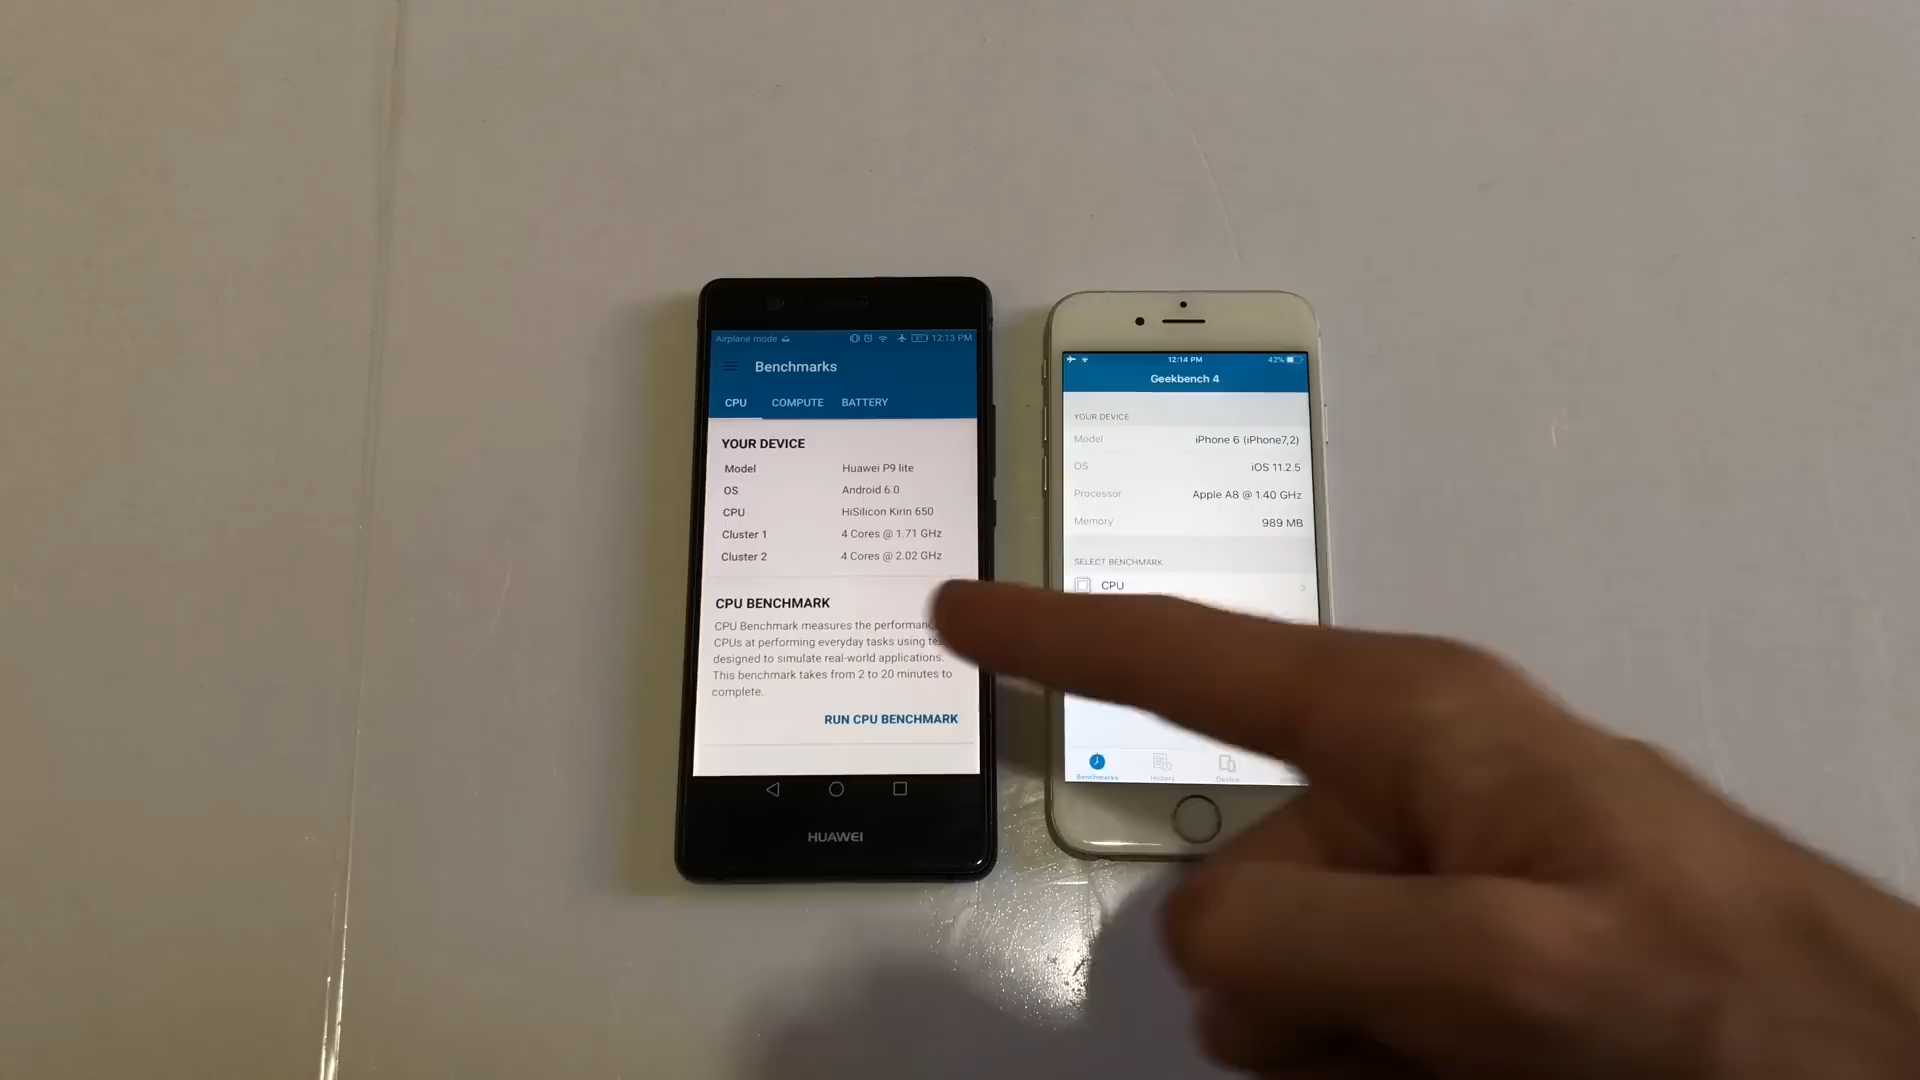 Airplane mode
12:13 PM
Benchmarks
CPU COMPUTE BATTERY
YOUR DEVICE
Model Huawei P9 lite
OS Android 6.0
CPU HiSilicon Kirin 650
Cluster 1 4 Cores @ 1.71 GHz
Cluster 2 4 Cores @ 2.02 GHz
CPU BENCHMARK
CPU Benchmark measures the performanc
CPUs at performing everyday tasks using te
designed to simulate real-world applications.
This benchmark takes from 2 to 20 minutes to
complete.
RUN CPU BENCHMARK
HUAWEI
12:14 PM 42%
Geekbench 4
YOUR DEVICE
Model iPhone 6 (iPhone7,2)
OS iOS 11.2.5
Processor Apple A8 @ 1.40 GHz
Memory 989 MB
SELECT BENCHMARK
CPU
Benchmarks History Device